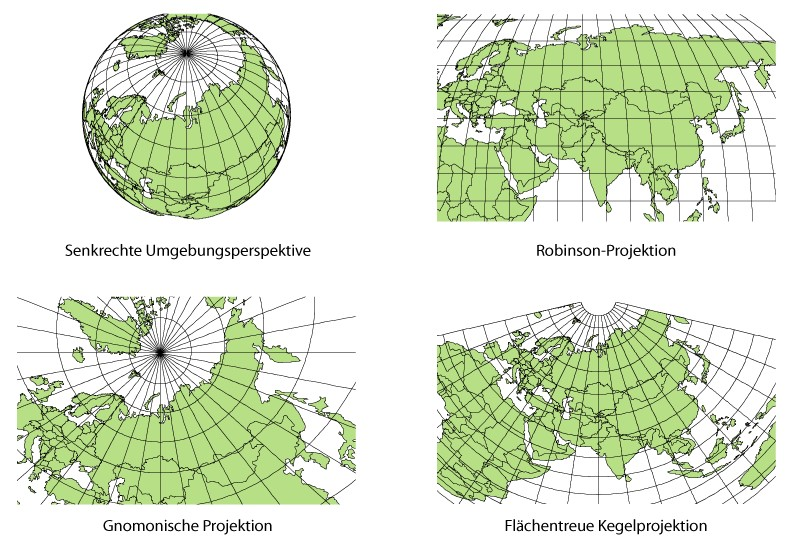 Senkrechte Umgebungsperspektive
Robinson-Projektion
Gnomonische Projektion
Flächentreue Kegelprojektion